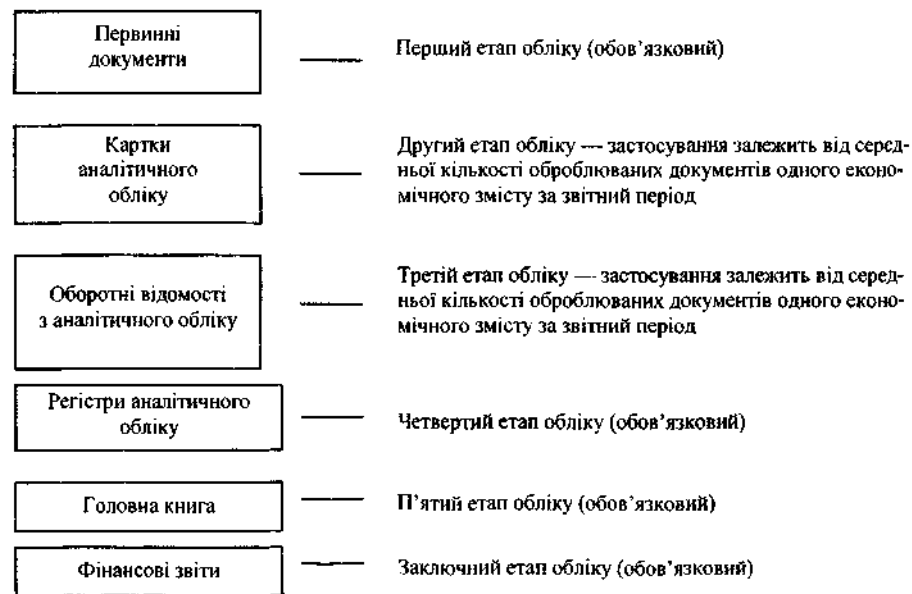 Первинні
документи
Перший етап обліку (обов’язковий)
Картки
аналітичного
обліку
Другий етап обліку — застосування залежить від серед-
ньої кількості оброблюваних документів одного еконо-
мічного змісту за звітний період
Оборотні відомості
з аналітичного обліку
Третій етап обліку — застосування залежить від серед-
ньої кількості оброблюваних документів одного еконо-
мічного змісту за звітний період
Регістри аналітичного
обліку
Четвертий етап обліку (обов’язковий)
Головна книга
П’ятий етап обліку (обов’язковий)
Фінансові звіти
Заключний етап обліку (обов’язковий)